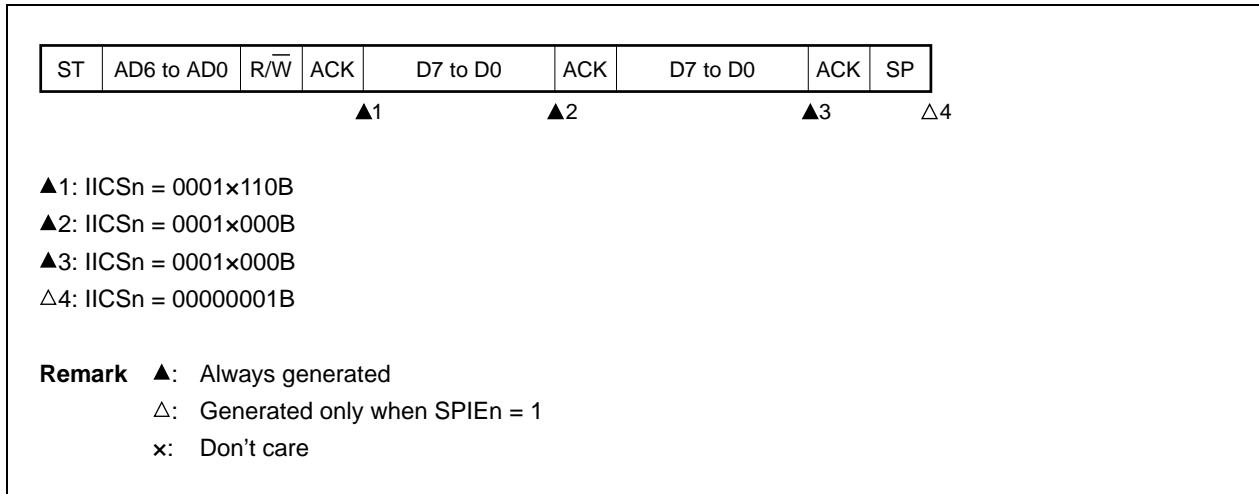 ST AD6 to AD0 R/W̅ ACK D7 to D0 ACK D7 to D0 ACK SP
▲1 ▲2 ▲3 △4
▲1: IICSn = 0001×110B
▲2: IICSn = 0001×000B
▲3: IICSn = 0001×000B
△4: IICSn = 00000001B
Remark ▲: Always generated
△: Generated only when SPIEn = 1
×: Don't care